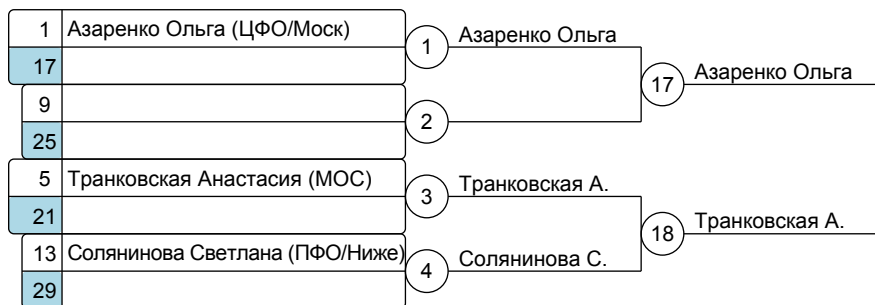 1 Азаренко Ольга (ЦФО/Моск)
17
1 Азаренко Ольга
9
25
2
17 Азаренко Ольга
5 Транковская Анастасия (МОС)
21
3 Транковская А.
13 Солянинова Светлана (ПФО/Ниже)
29
4 Солянинова С.
18 Транковская А.